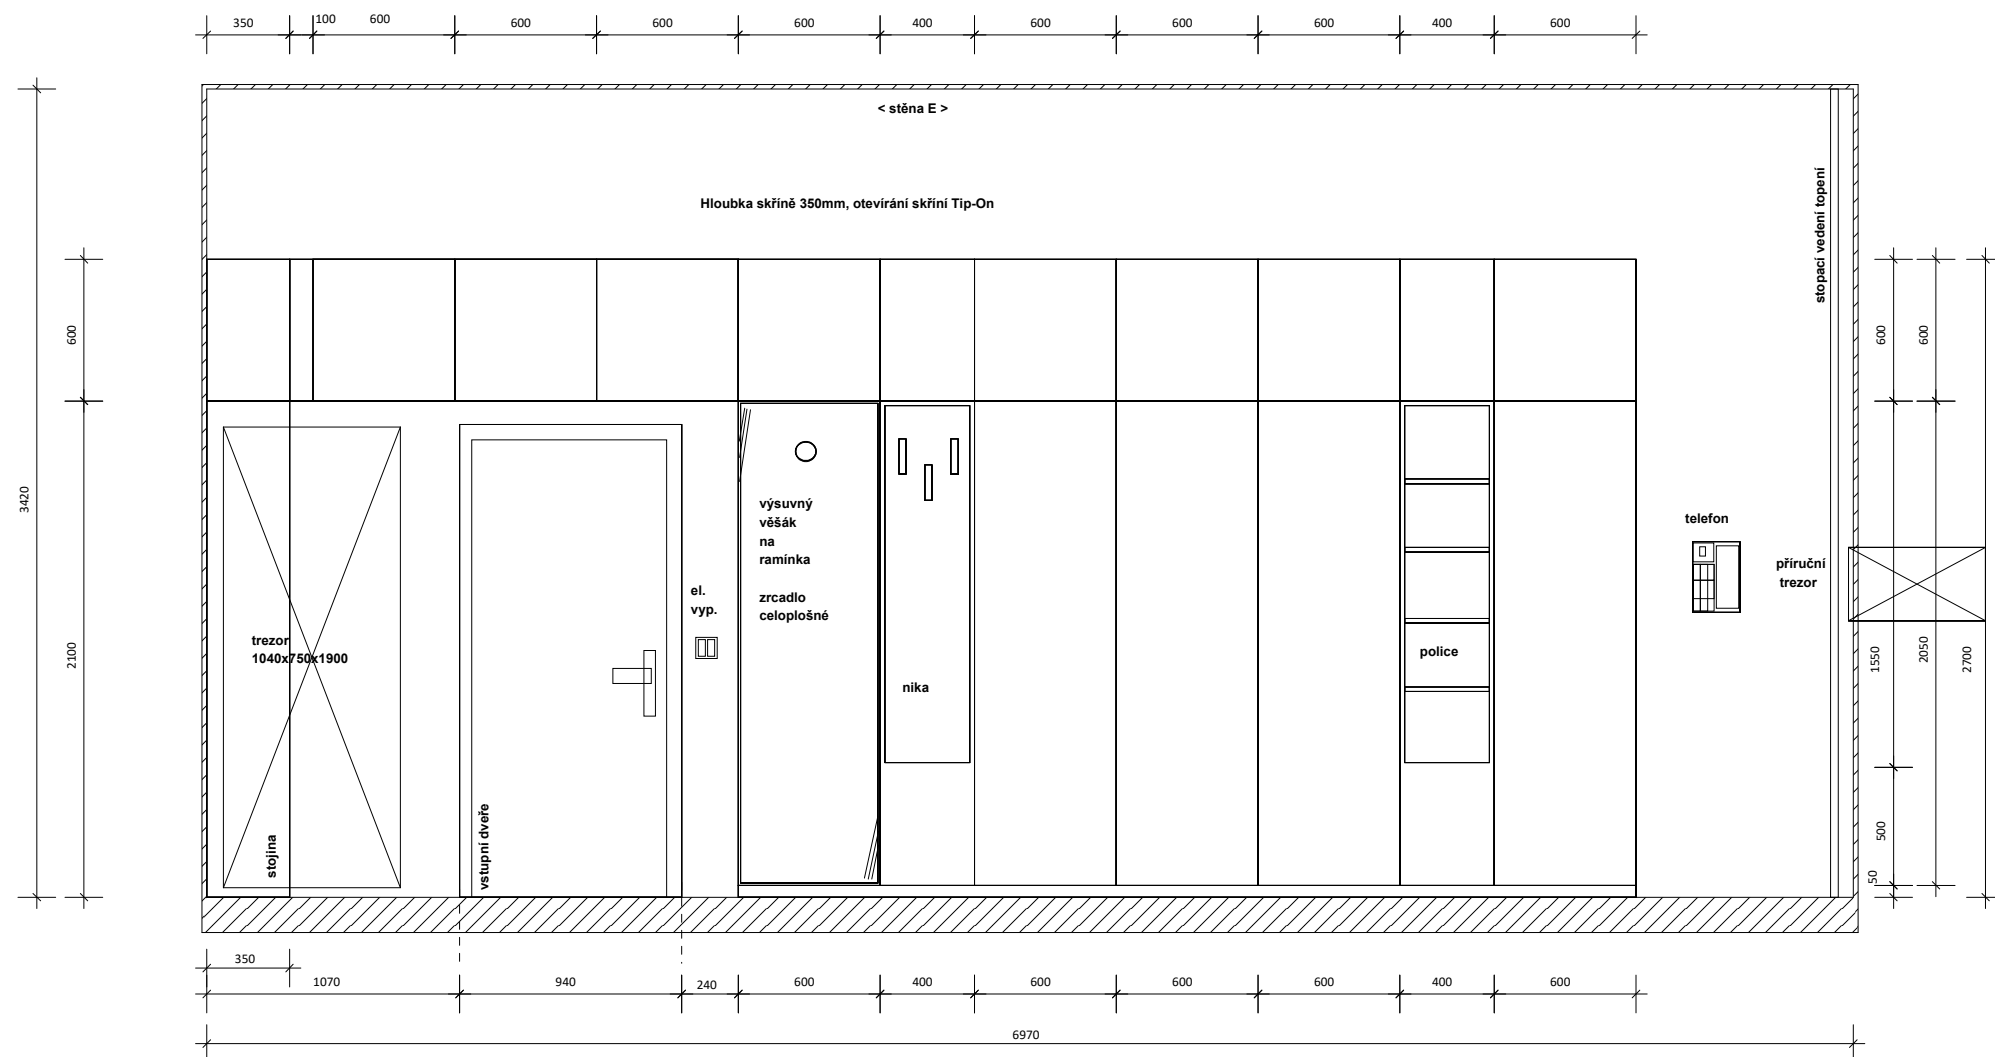 350
100
600
600
600
600
400
600
600
600
400
600
< stěna E >
Hloubka skříně 350mm, otevírání skříní Tip-On
stopací vedení topení
600
2100
3420
600
600
1550
2050
2700
500
50
výsuvný
věšák
na
ramínka
zrcadlo
celoplošné
telefon
příruční
trezor
el.
vyp.
trezor
1040x750x1900
police
nika
stojina
vstupní dveře
350
1070
940
240
600
400
600
600
600
400
600
6970